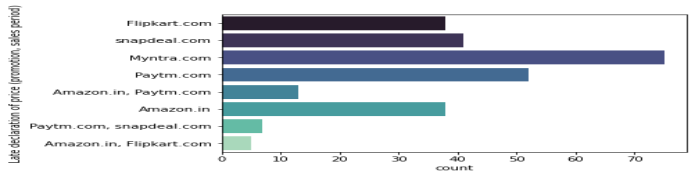 Late declaration of price (promotion, sales period)
Flipkart.com
snapdeal.com
Myntra.com
Paytm.com
Amazon.in, Paytm.com
Amazon.in
Paytm.com, snapdeal.com
Amazon.in, Flipkart.com
0 10 20 30 40 50 60 70
count